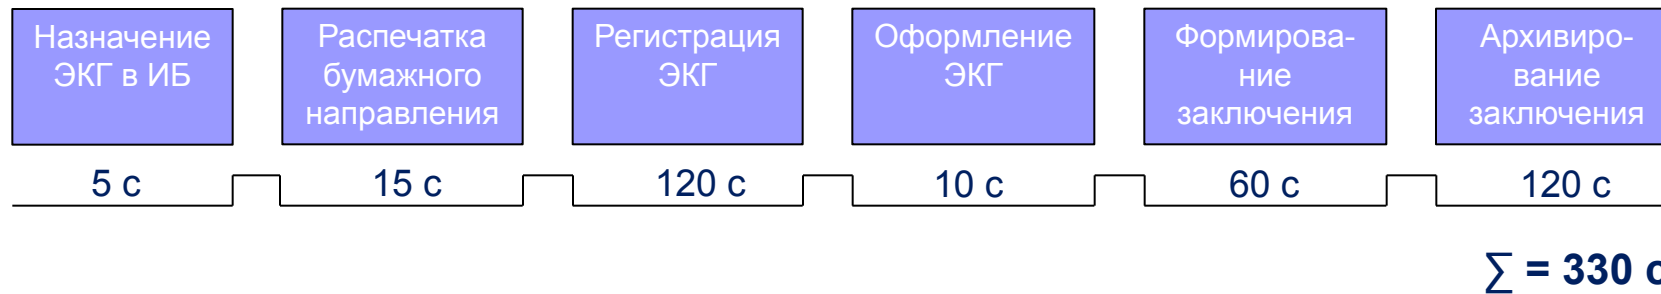 Назначение
ЭКГ в ИБ
Распечатка
бумажного
направления
Регистрация
ЭКГ
Оформление
ЭКГ
Формирова-
ние
заключения
Архивиро-
вание
заключения
5 с
15 с
120 с
10 с
60 с
120 с
∑ = 330 с